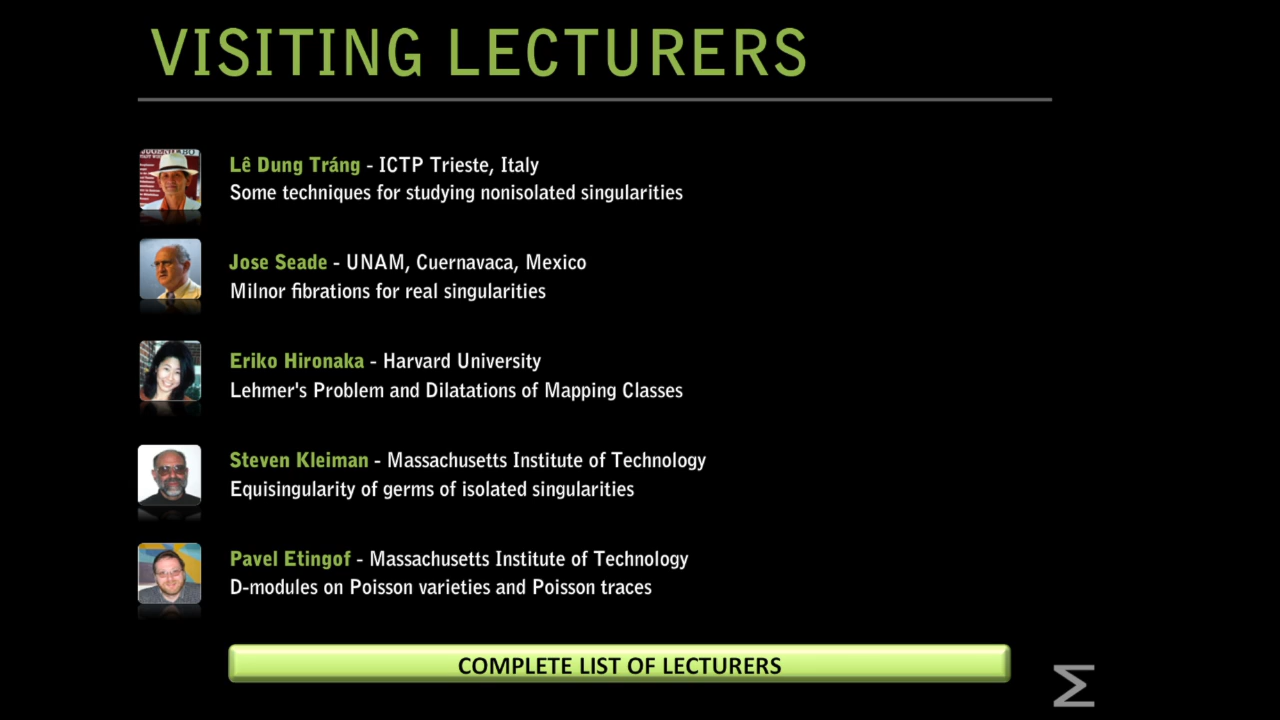 VISITING LECTURERS
Lê Dung Tráng - ICTP Trieste, Italy
Some techniques for studying nonisolated singularities
Jose Seade - UNAM, Cuernavaca, Mexico
Milnor fibrations for real singularities
Eriko Hironaka - Harvard University
Lehmer's Problem and Dilatations of Mapping Classes
Steven Kleiman - Massachusetts Institute of Technology
Equisingularity of germs of isolated singularities
Pavel Etingof - Massachusetts Institute of Technology
D-modules on Poisson varieties and Poisson traces
COMPLETE LIST OF LECTURERS
Σ